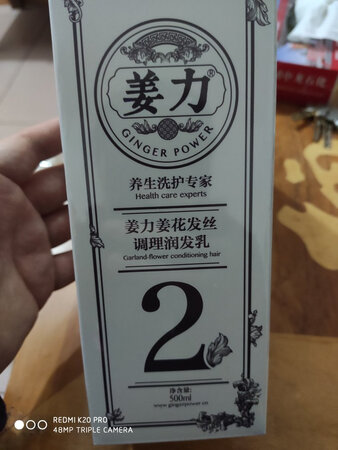 姜力®
GINGER POWER
养生洗护专家
Health care experts
姜力姜花发丝
调理润发乳
Garland-flower conditioning hair
2
净含量:
500ml
www.gingerpower.cn
REDMI K20 PRO
48MP TRIPLE CAMERA